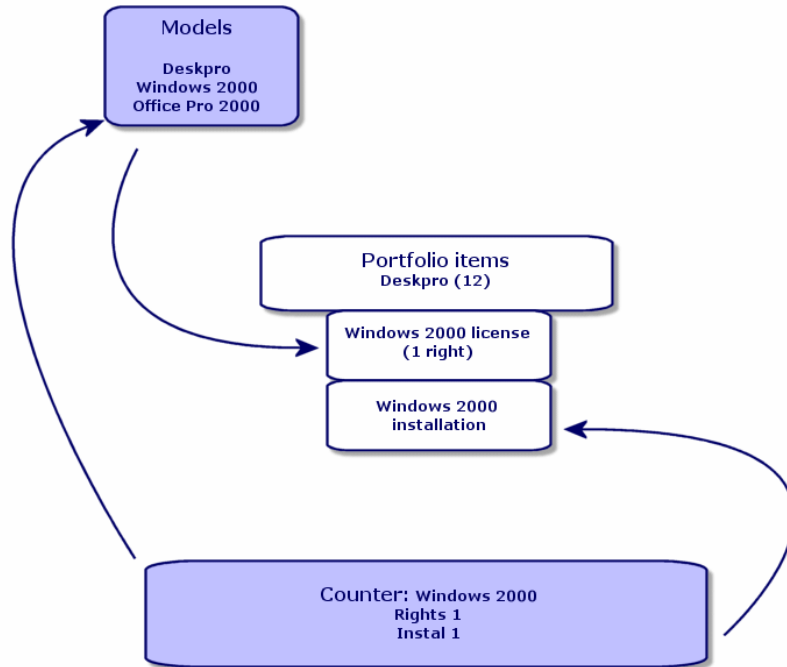 Models
Deskpro
Windows 2000
Office Pro 2000
Portfolio items
Deskpro (12)
Windows 2000 license
(1 right)
Windows 2000
installation
Counter: Windows 2000
Rights 1
Instal 1